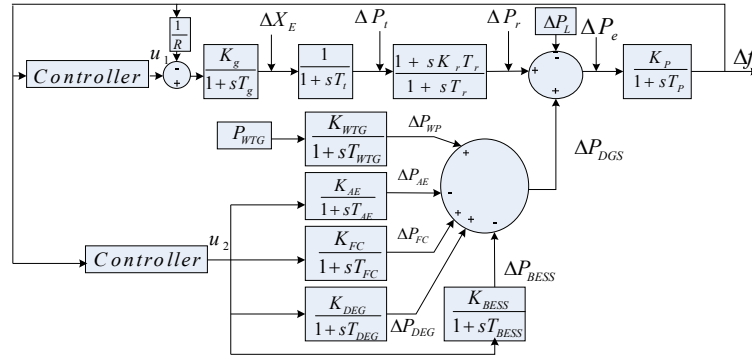 ΔX_E
ΔP_t
ΔP_r
ΔP_L
ΔP_e
1
R
u_1
Controller
-
+
K_g
1 + sT_g
1
1 + sT_t
1 + sK_rT_r
1 + sT_r
+
-
+
K_P
1 + sT_P
Δf
P_WTG
K_WTG
1 + sT_WTG
ΔP_WP
+
ΔP_DGS
K_AE
1 + sT_AE
ΔP_AE
-
u_2
Controller
K_FC
1 + sT_FC
ΔP_FC
+
+
-
ΔP_BESS
K_DEG
1 + sT_DEG
ΔP_DEG
K_BESS
1 + sT_BESS